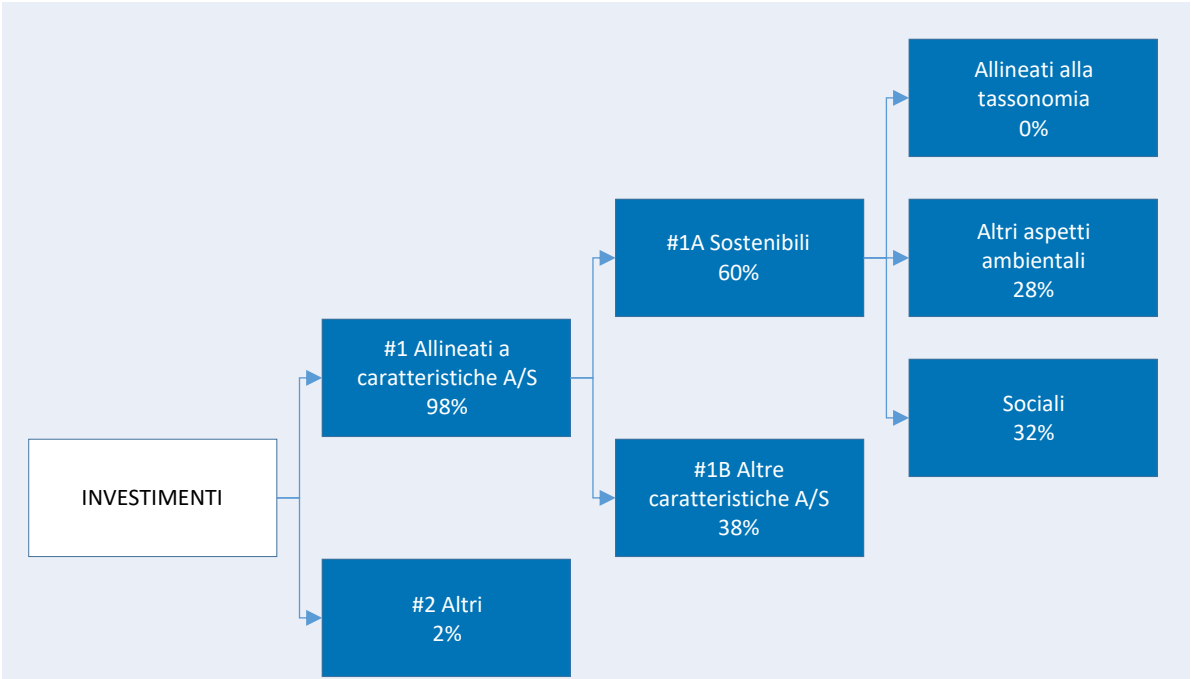 INVESTIMENTI
#1 Allineati a
caratteristiche A/S
98%
#2 Altri
2%
#1A Sostenibili
60%
#1B Altre
caratteristiche A/S
38%
Allineati alla
tassonomia
0%
Altri aspetti
ambientali
28%
Sociali
32%